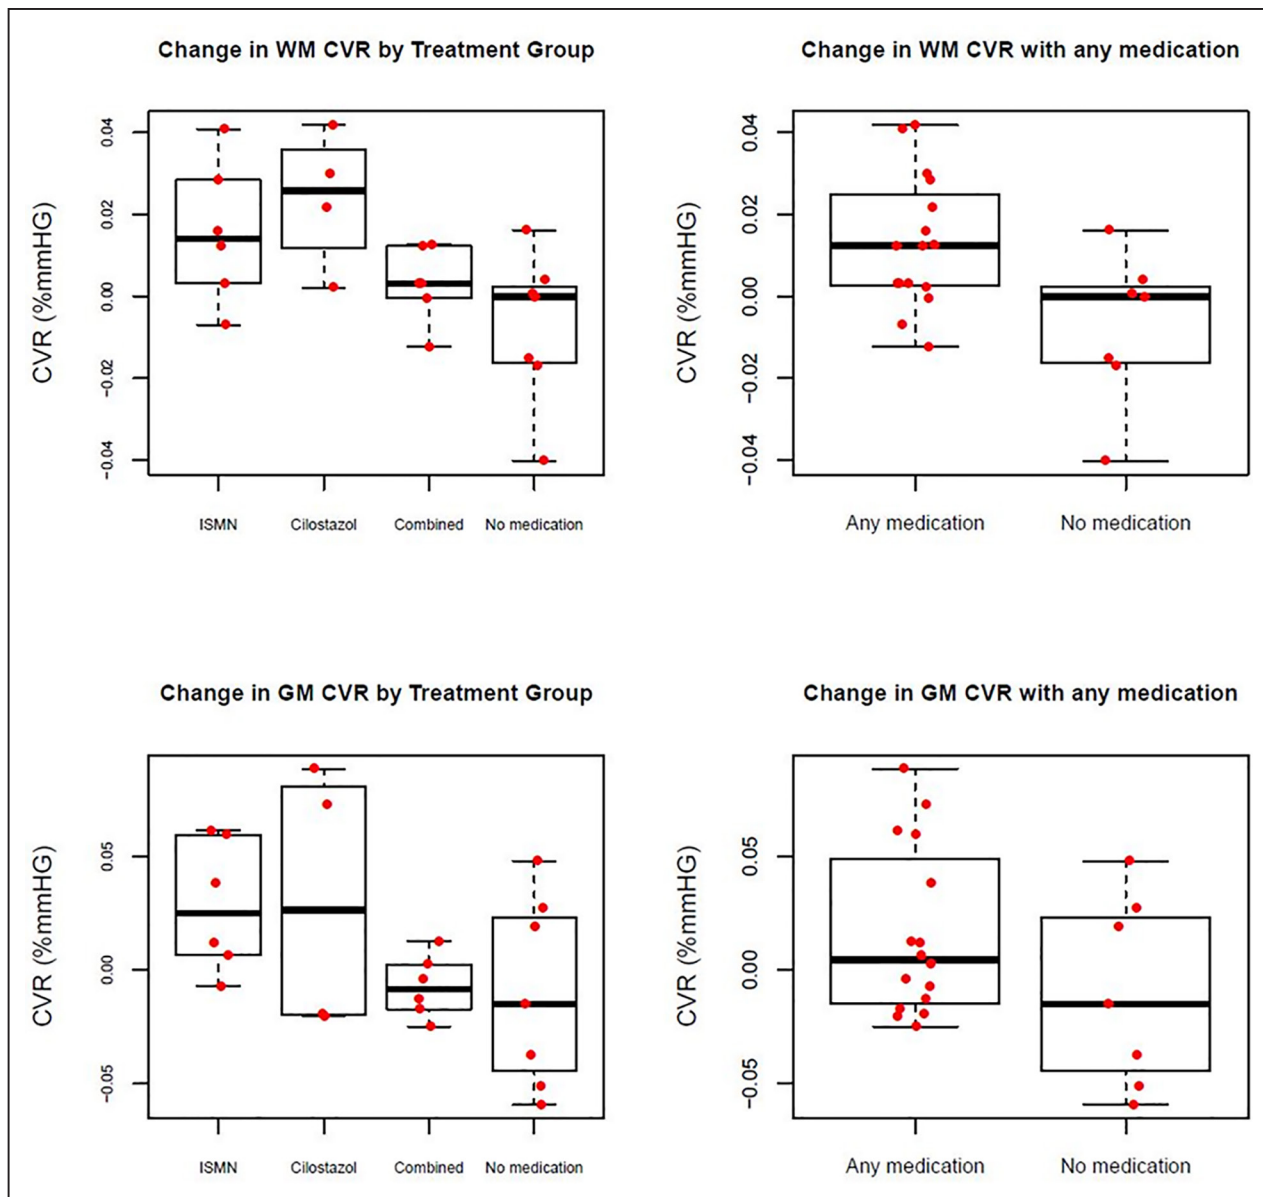 Change in WM CVR by Treatment Group
CVR (%mmHG)
0.04
0.02
0.00
−0.02
−0.04
ISMN Cilostazol Combined No medication
Change in WM CVR with any medication
CVR (%mmHG)
0.04
0.02
0.00
−0.02
−0.04
Any medication No medication
Change in GM CVR by Treatment Group
CVR (%mmHG)
0.05
0.00
−0.05
ISMN Cilostazol Combined No medication
Change in GM CVR with any medication
CVR (%mmHG)
0.05
0.00
−0.05
Any medication No medication